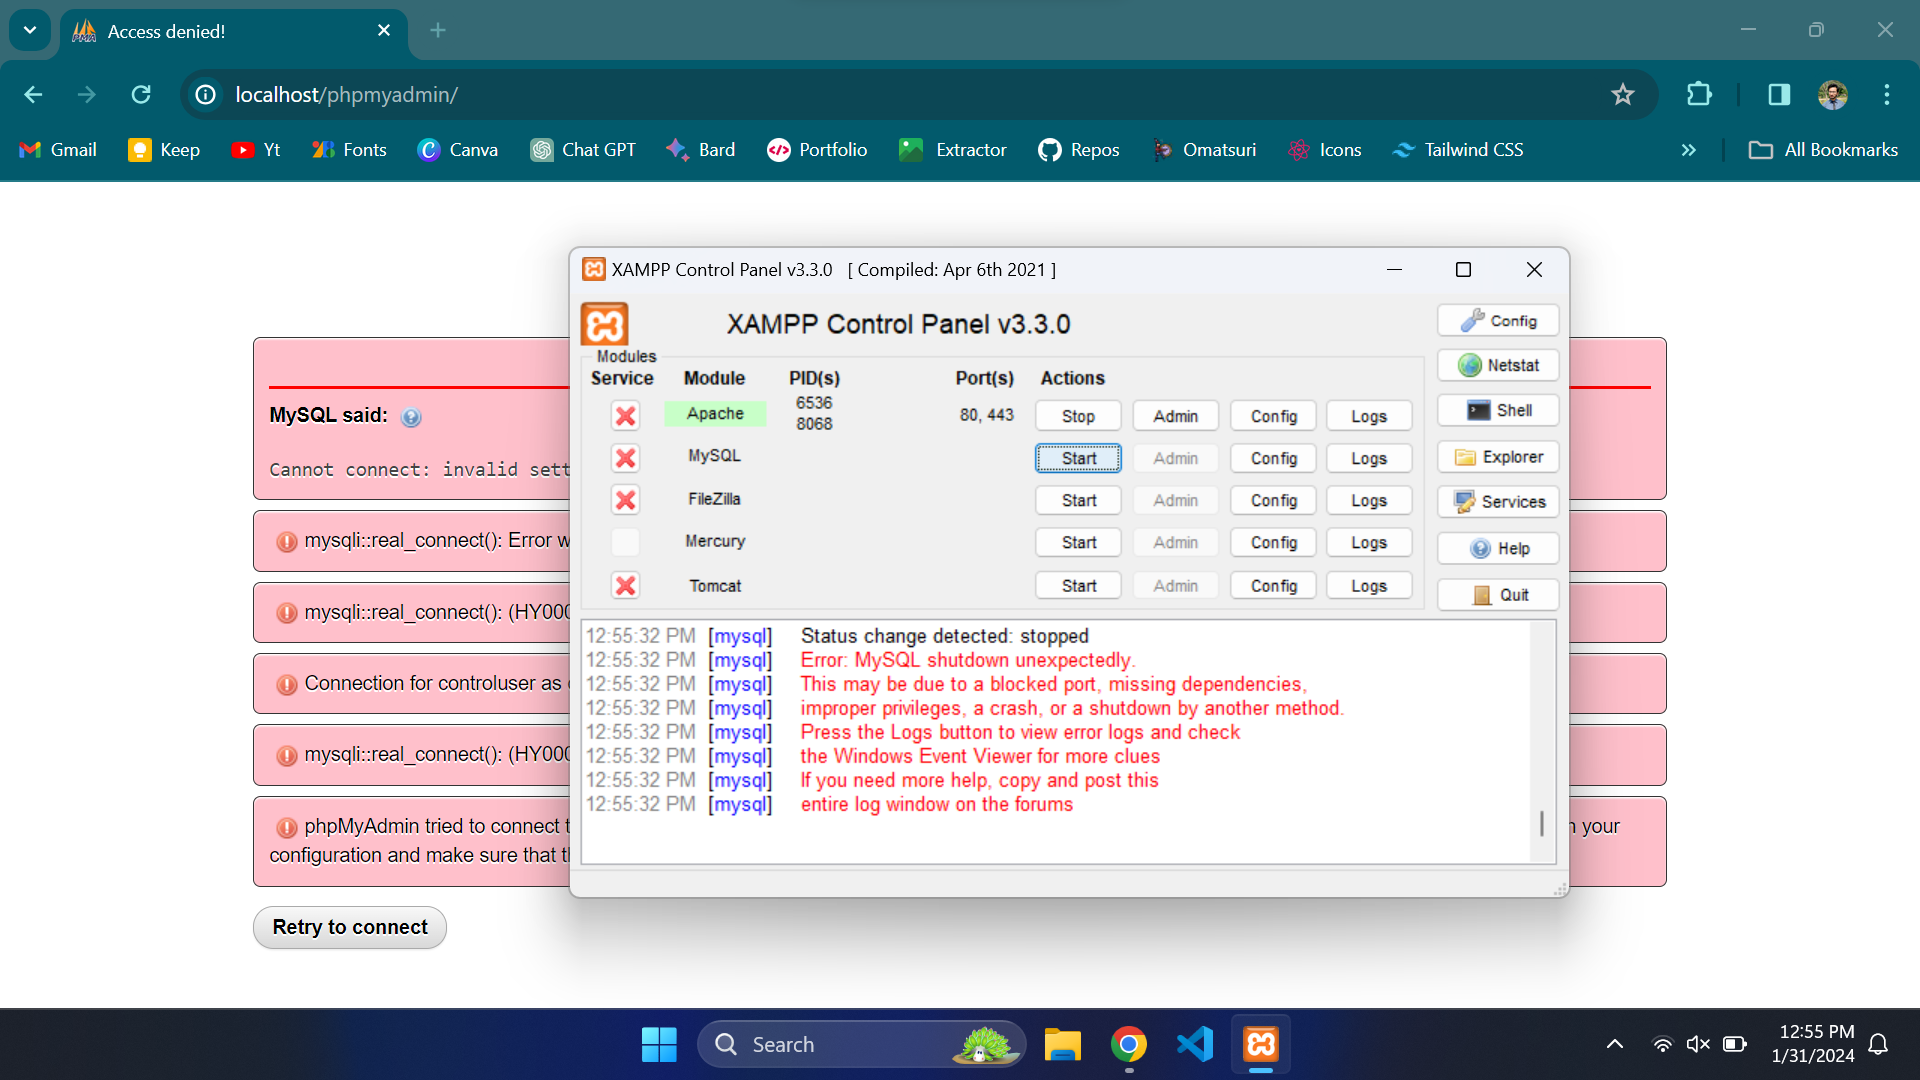 Access denied!
localhost/phpmyadmin/
Gmail Keep Yt Fonts Canva Chat GPT Bard Portfolio Extractor Repos Omatsuri Icons Tailwind CSS » All Bookmarks
XAMPP Control Panel v3.3.0 [ Compiled: Apr 6th 2021 ]
XAMPP Control Panel v3.3.0
Config
Modules
Service Module PID(s) Port(s) Actions
Netstat
Apache 6536 8068 80, 443 Stop Admin Config Logs
Shell
MySQL Start Admin Config Logs
Explorer
FileZilla Start Admin Config Logs
Services
Mercury Start Admin Config Logs
Help
Tomcat Start Admin Config Logs
Quit
12:55:32 PM [mysql] Status change detected: stopped
12:55:32 PM [mysql] Error: MySQL shutdown unexpectedly.
12:55:32 PM [mysql] This may be due to a blocked port, missing dependencies,
12:55:32 PM [mysql] improper privileges, a crash, or a shutdown by another method.
12:55:32 PM [mysql] Press the Logs button to view error logs and check
12:55:32 PM [mysql] the Windows Event Viewer for more clues
12:55:32 PM [mysql] If you need more help, copy and post this
12:55:32 PM [mysql] entire log window on the forums
MySQL said:
Cannot connect: invalid sett
mysqli::real_connect(): Error w
mysqli::real_connect(): (HY000
Connection for controluser as
mysqli::real_connect(): (HY000
phpMyAdmin tried to connect t
your
configuration and make sure that th
Retry to connect
Search
12:55 PM
1/31/2024